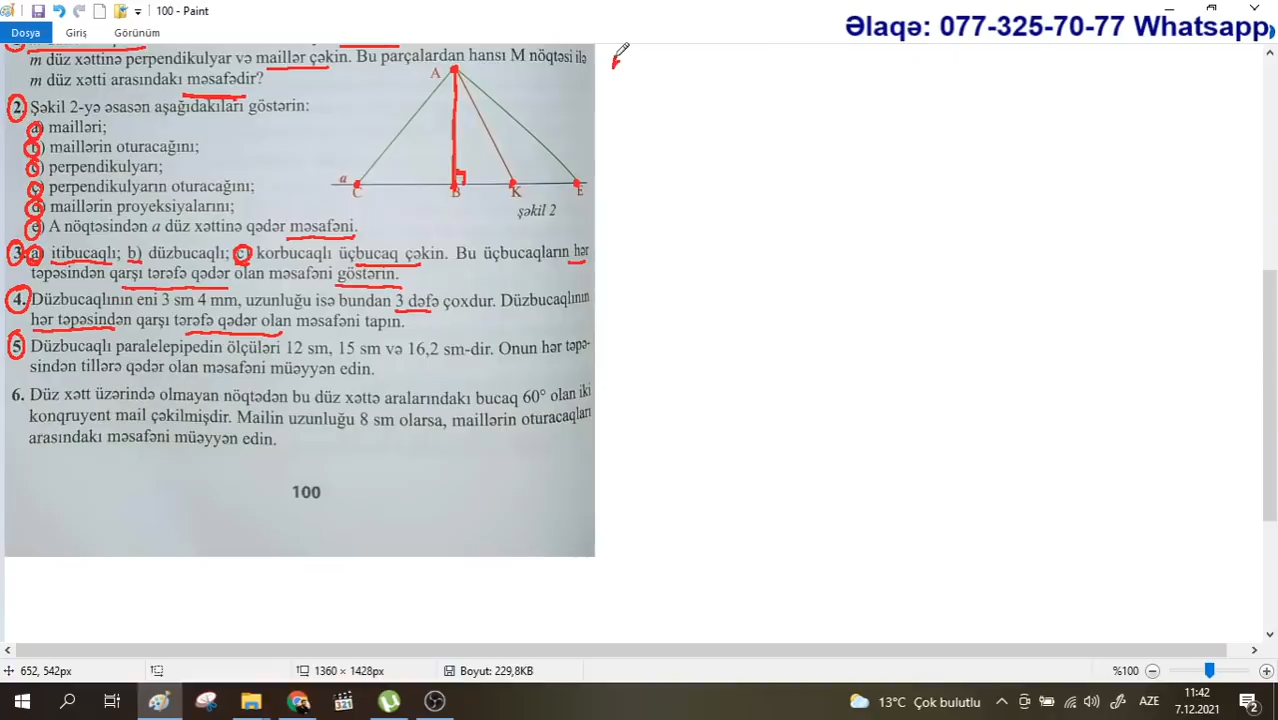 100 - Paint
Dosya Giriş Görünüm
Əlaqə: 077-325-70-77 Whatsapp
m düz xəttinə perpendikulyar və maillər çəkin. Bu parçalardan hansı M nöqtəsi ilə
m düz xətti arasındakı məsafədir?
2. Şəkil 2-yə əsasən aşağıdakıları göstərin:
a) mailləri;
b) maillərin oturacağını;
c) perpendikulyarı;
ç) perpendikulyarın oturacağını;
d) maillərin proyeksiyalarını;
e) A nöqtəsindən a düz xəttinə qədər məsafəni.
A
a
C B K E
şəkil 2
3. a) itibucaqlı; b) düzbucaqlı; c) korbucaqlı üçbucaq çəkin. Bu üçbucaqların hər
təpəsindən qarşı tərəfə qədər olan məsafəni göstərin.
4. Düzbucaqlının eni 3 sm 4 mm, uzunluğu isə bundan 3 dəfə çoxdur. Düzbucaqlının
hər təpəsindən qarşı tərəfə qədər olan məsafəni tapın.
5 Düzbucaqlı paralelepipedin ölçüləri 12 sm, 15 sm və 16,2 sm-dir. Onun hər təpə-
sindən tillərə qədər olan məsafəni müəyyən edin.
6. Düz xətt üzərində olmayan nöqtədən bu düz xəttə aralarındakı bucaq 60° olan iki
konqruyent mail çəkilmişdir. Mailin uzunluğu 8 sm olarsa, maillərin oturacaqları
arasındakı məsafəni müəyyən edin.
100
652, 542px
1360 × 1428px
Boyut: 229,8KB
%100
13°C Çok bulutlu
AZE
11:42
7.12.2021
2